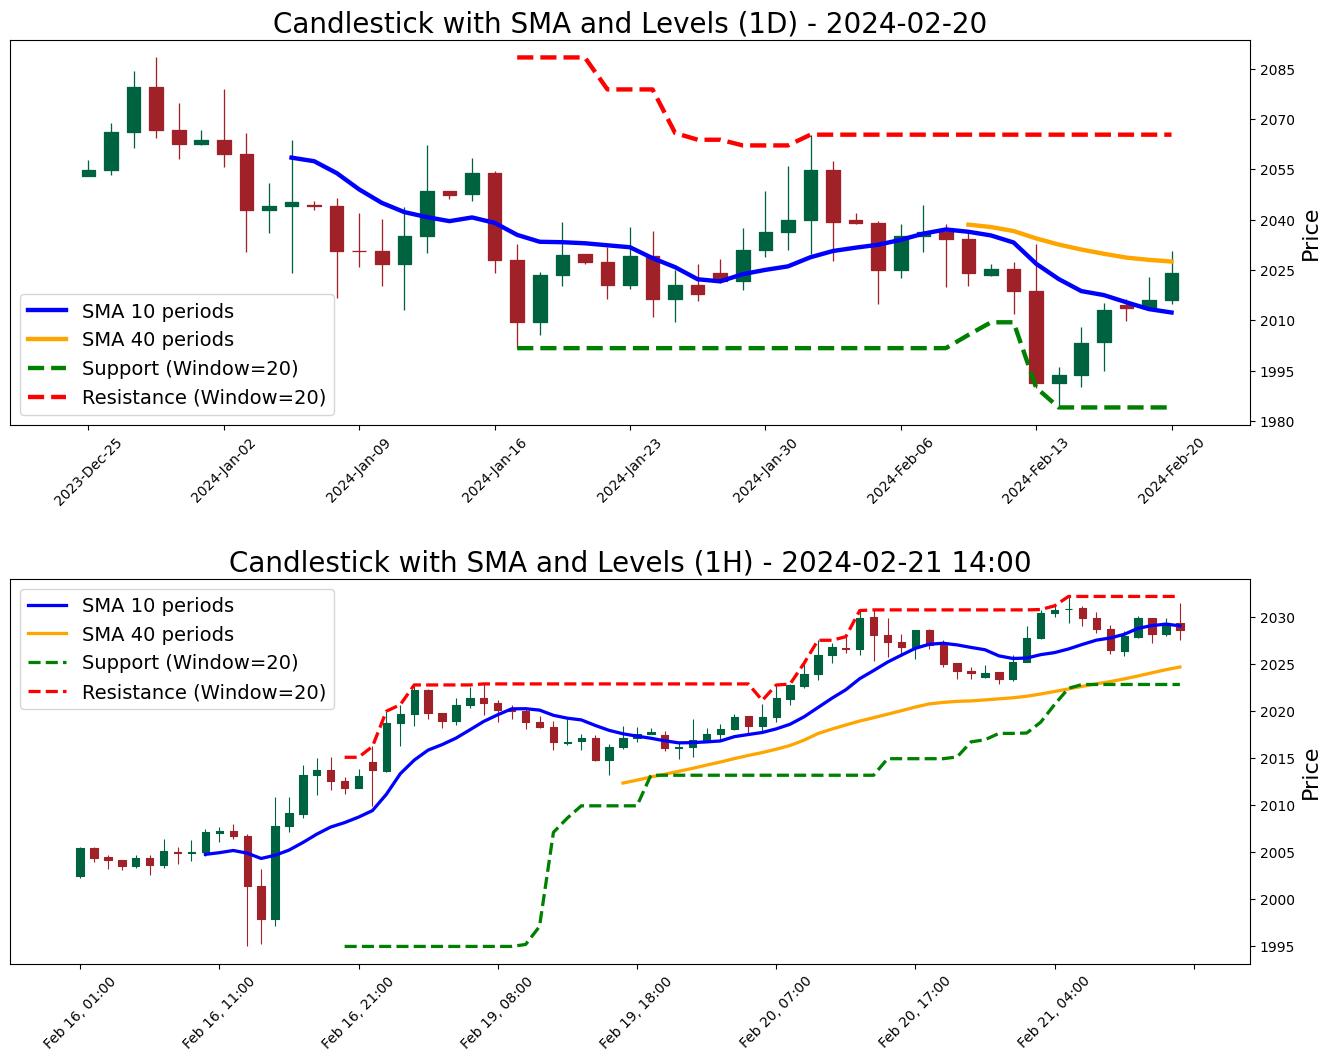 Candlestick with SMA and Levels (1D) - 2024-02-20
SMA 10 periods
SMA 40 periods
Support (Window=20)
Resistance (Window=20)
2085
2070
2055
2040
2025
2010
1995
1980
Price
2023-Dec-25
2024-Jan-02
2024-Jan-09
2024-Jan-16
2024-Jan-23
2024-Jan-30
2024-Feb-06
2024-Feb-13
2024-Feb-20
Candlestick with SMA and Levels (1H) - 2024-02-21 14:00
SMA 10 periods
SMA 40 periods
Support (Window=20)
Resistance (Window=20)
2030
2025
2020
2015
2010
2005
2000
1995
Price
Feb 16, 01:00
Feb 16, 11:00
Feb 16, 21:00
Feb 19, 08:00
Feb 19, 18:00
Feb 20, 07:00
Feb 20, 17:00
Feb 21, 04:00